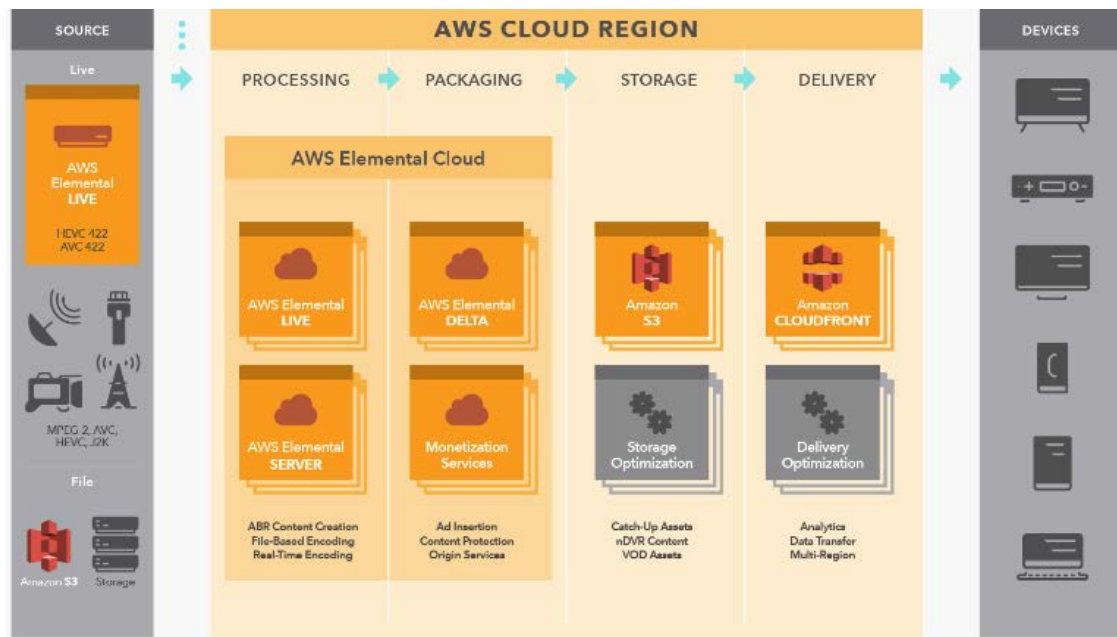 SOURCE
Live
AWS
Elemental
LIVE
HEVC 422
AVC 422
MPEG 2, AVC,
HEVC, J2K
File
Amazon S3
Storage
AWS CLOUD REGION
PROCESSING
PACKAGING
STORAGE
DELIVERY
AWS Elemental Cloud
AWS Elemental
LIVE
AWS Elemental
DELTA
Amazon
S3
Amazon
CLOUDFRONT
AWS Elemental
SERVER
Monetization
Services
Storage
Optimization
Delivery
Optimization
ABR Content Creation
File-Based Encoding
Real-Time Encoding
Ad Insertion
Content Protection
Origin Services
Catch-Up Assets
nDVR Content
VOD Assets
Analytics
Data Transfer
Multi-Region
DEVICES